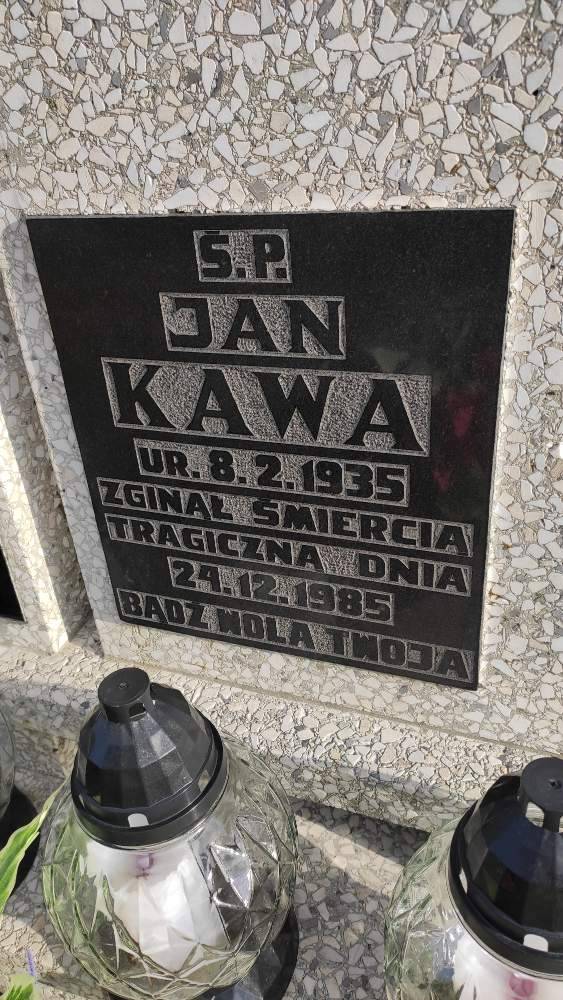 Ś.P.
JAN
KAWA
UR. 8.2.1935
ZGINĄŁ ŚMIERCIĄ
TRAGICZNĄ DNIA
24.12.1985
BĄDŹ WOLA TWOJA